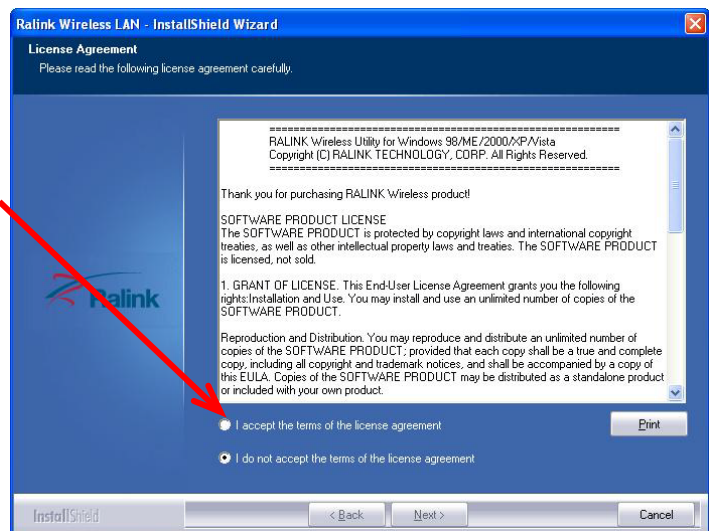 Ralink Wireless LAN - InstallShield Wizard
License Agreement
Please read the following license agreement carefully.
==========================================================
RALINK Wireless Utility for Windows 98/ME/2000/XP/Vista
Copyright (C) RALINK TECHNOLOGY, CORP. All Rights Reserved.
==========================================================
Thank you for purchasing RALINK Wireless product!
SOFTWARE PRODUCT LICENSE
The SOFTWARE PRODUCT is protected by copyright laws and international copyright
treaties, as well as other intellectual property laws and treaties. The SOFTWARE PRODUCT
is licensed, not sold.
1. GRANT OF LICENSE. This End-User License Agreement grants you the following
rights:Installation and Use. You may install and use an unlimited number of copies of the
SOFTWARE PRODUCT.
Reproduction and Distribution. You may reproduce and distribute an unlimited number of
copies of the SOFTWARE PRODUCT; provided that each copy shall be a true and complete
copy, including all copyright and trademark notices, and shall be accompanied by a copy of
this EULA. Copies of the SOFTWARE PRODUCT may be distributed as a standalone product
or included with your own product.
Ralink
I accept the terms of the license agreement
Print
I do not accept the terms of the license agreement
InstallShield
< Back
Next >
Cancel